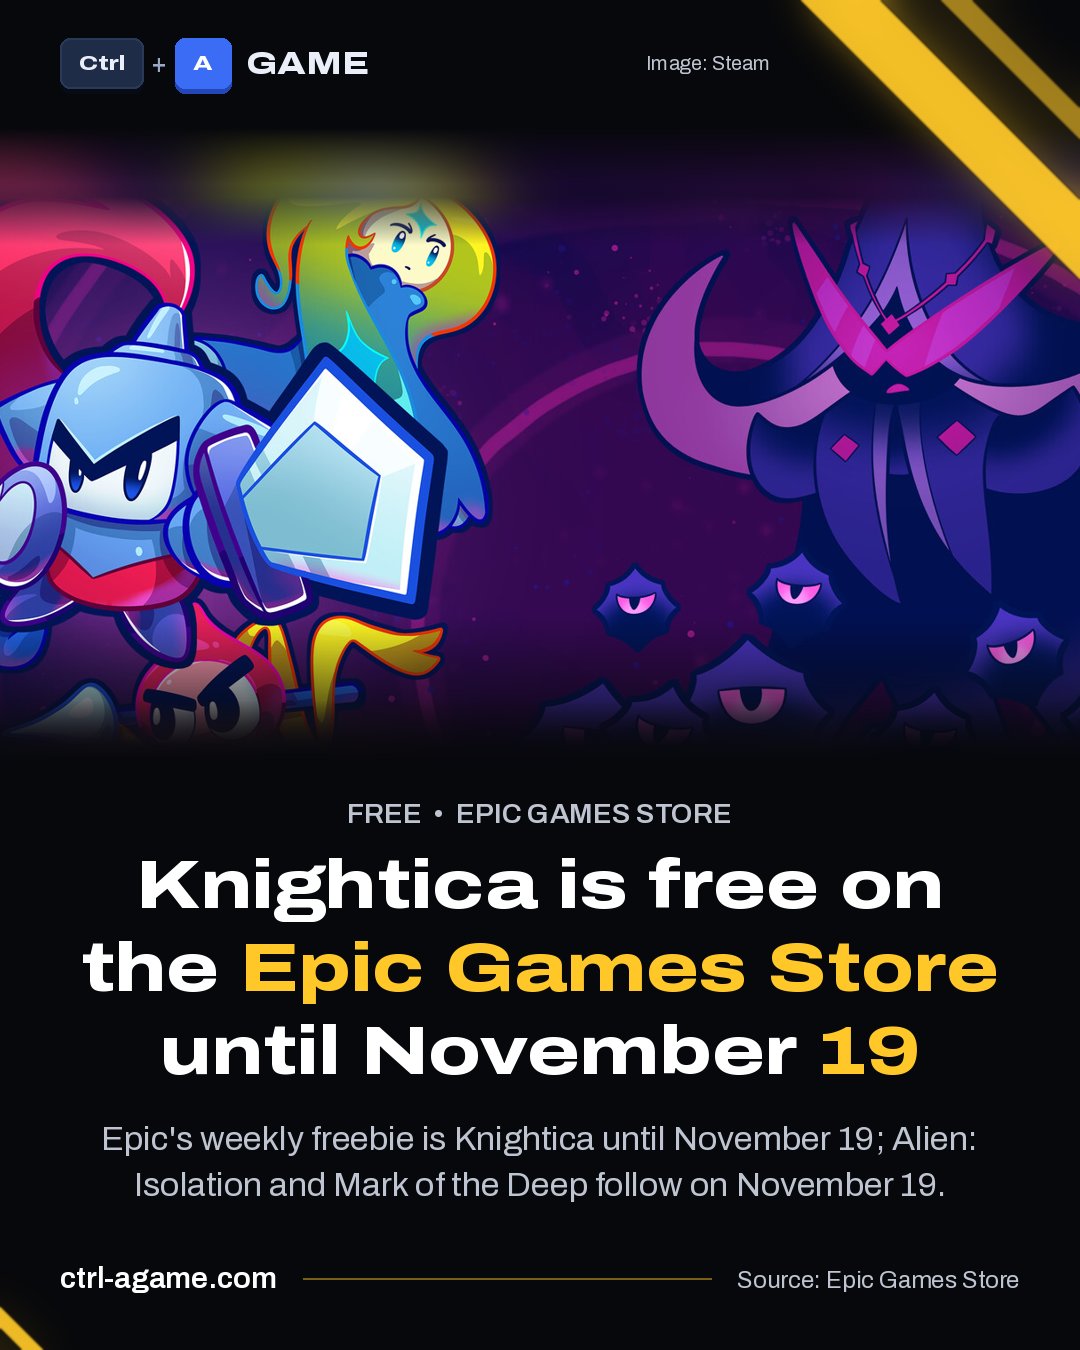 Ctrl + A GAME
Image: Steam
FREE • EPIC GAMES STORE
Knightica is free on
the Epic Games Store
until November 19
Epic's weekly freebie is Knightica until November 19; Alien:
Isolation and Mark of the Deep follow on November 19.
ctrl-agame.com
Source: Epic Games Store